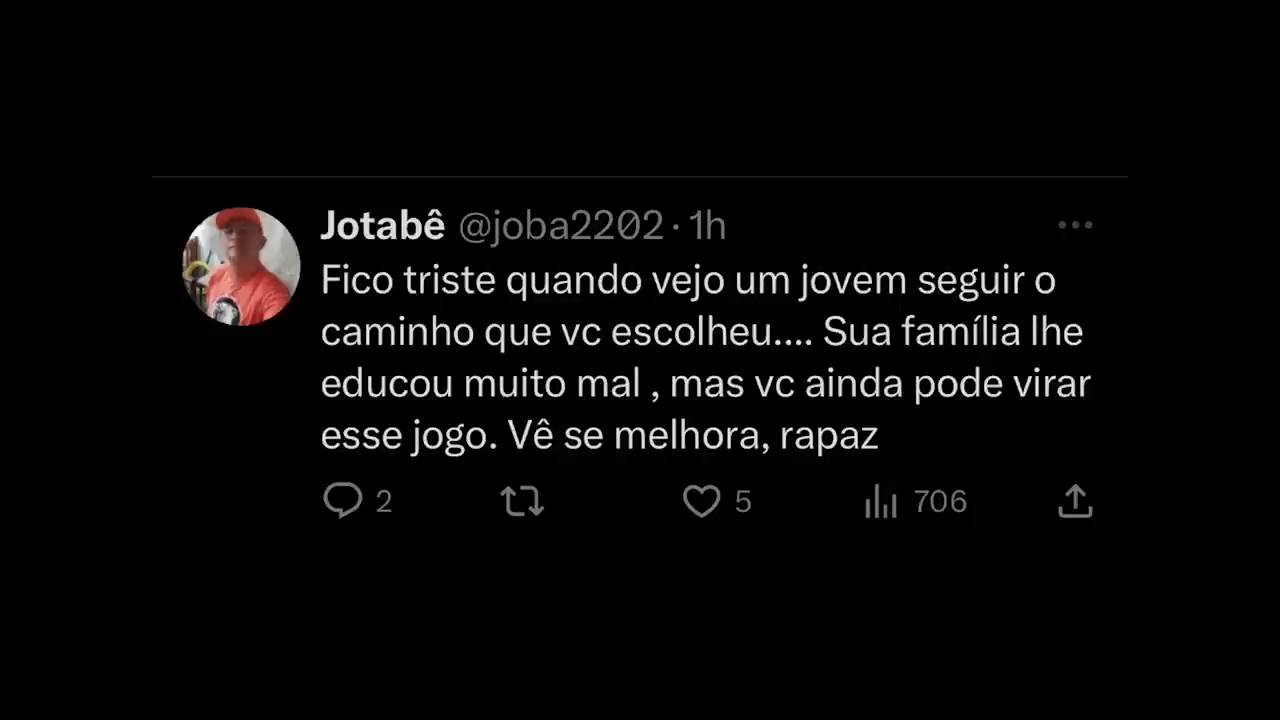 Jotabê @joba2202 · 1h
Fico triste quando vejo um jovem seguir o
caminho que vc escolheu.... Sua família lhe
educou muito mal , mas vc ainda pode virar
esse jogo. Vê se melhora, rapaz
2 5 706